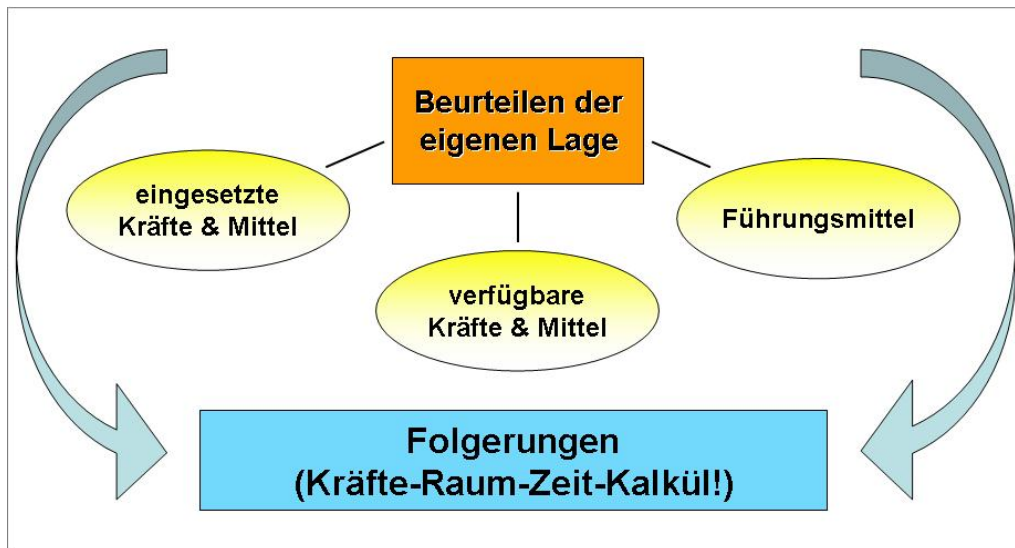 Beurteilen der
eigenen Lage
eingesetzte
Kräfte & Mittel
Führungsmittel
verfügbare
Kräfte & Mittel
Folgerungen
(Kräfte-Raum-Zeit-Kalkül!)